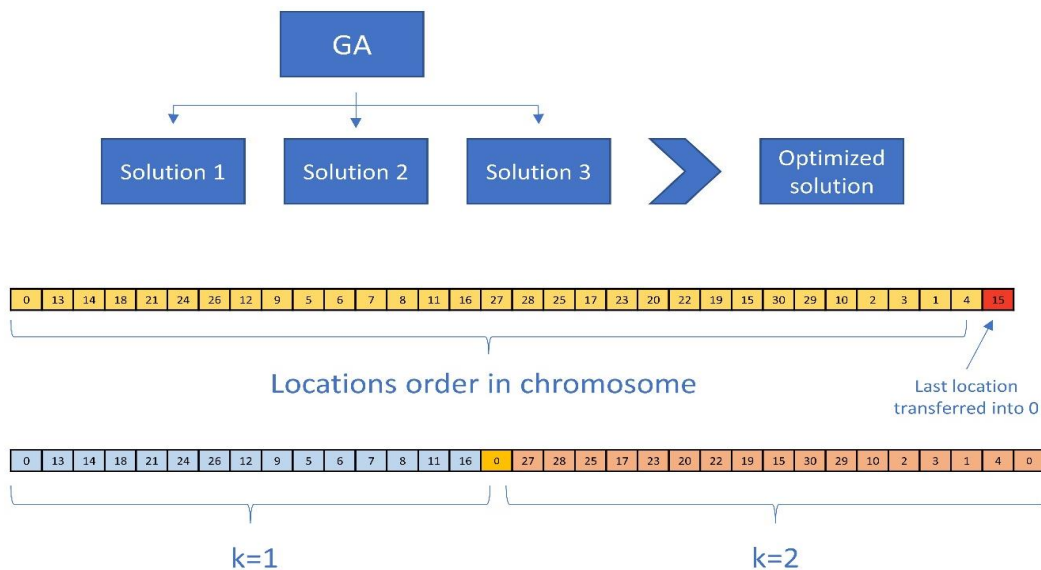 GA
Solution 1 Solution 2 Solution 3 Optimized
solution
0 13 14 18 21 24 26 12 9 5 6 7 8 11 16 27 28 25 17 23 20 22 19 15 30 29 10 2 3 1 4 15
Locations order in chromosome
Last location
transferred into 0
0 13 14 18 21 24 26 12 9 5 6 7 8 11 16 0 27 28 25 17 23 20 22 19 15 30 29 10 2 3 1 4 0
k=1 k=2